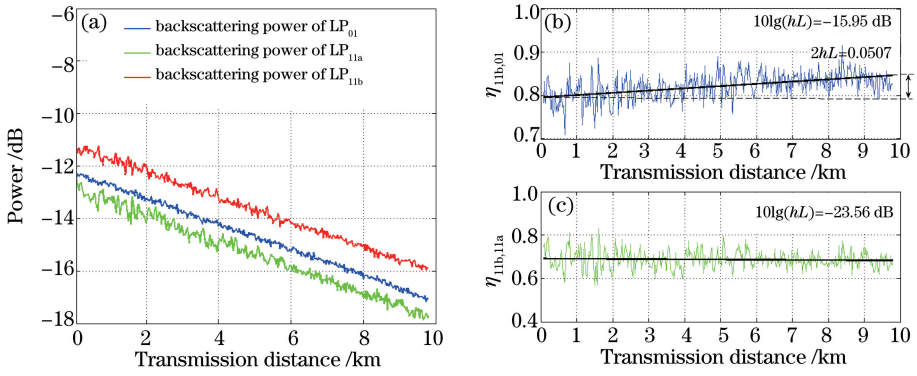 (a)
backscattering power of LP01
backscattering power of LP11a
backscattering power of LP11b
−6
−8
−10
−12
−14
−16
−18
Power /dB
0 2 4 6 8 10
Transmission distance /km
(b)
10lg(hL)=−15.95 dB
2hL=0.0507
1.0
0.9
0.8
0.7
η11b,01
0 1 2 3 4 5 6 7 8 9 10
Transmission distance /km
(c)
10lg(hL)=−23.56 dB
1.0
0.8
0.6
0.4
η11b,11a
0 1 2 3 4 5 6 7 8 9 10
Transmission distance /km